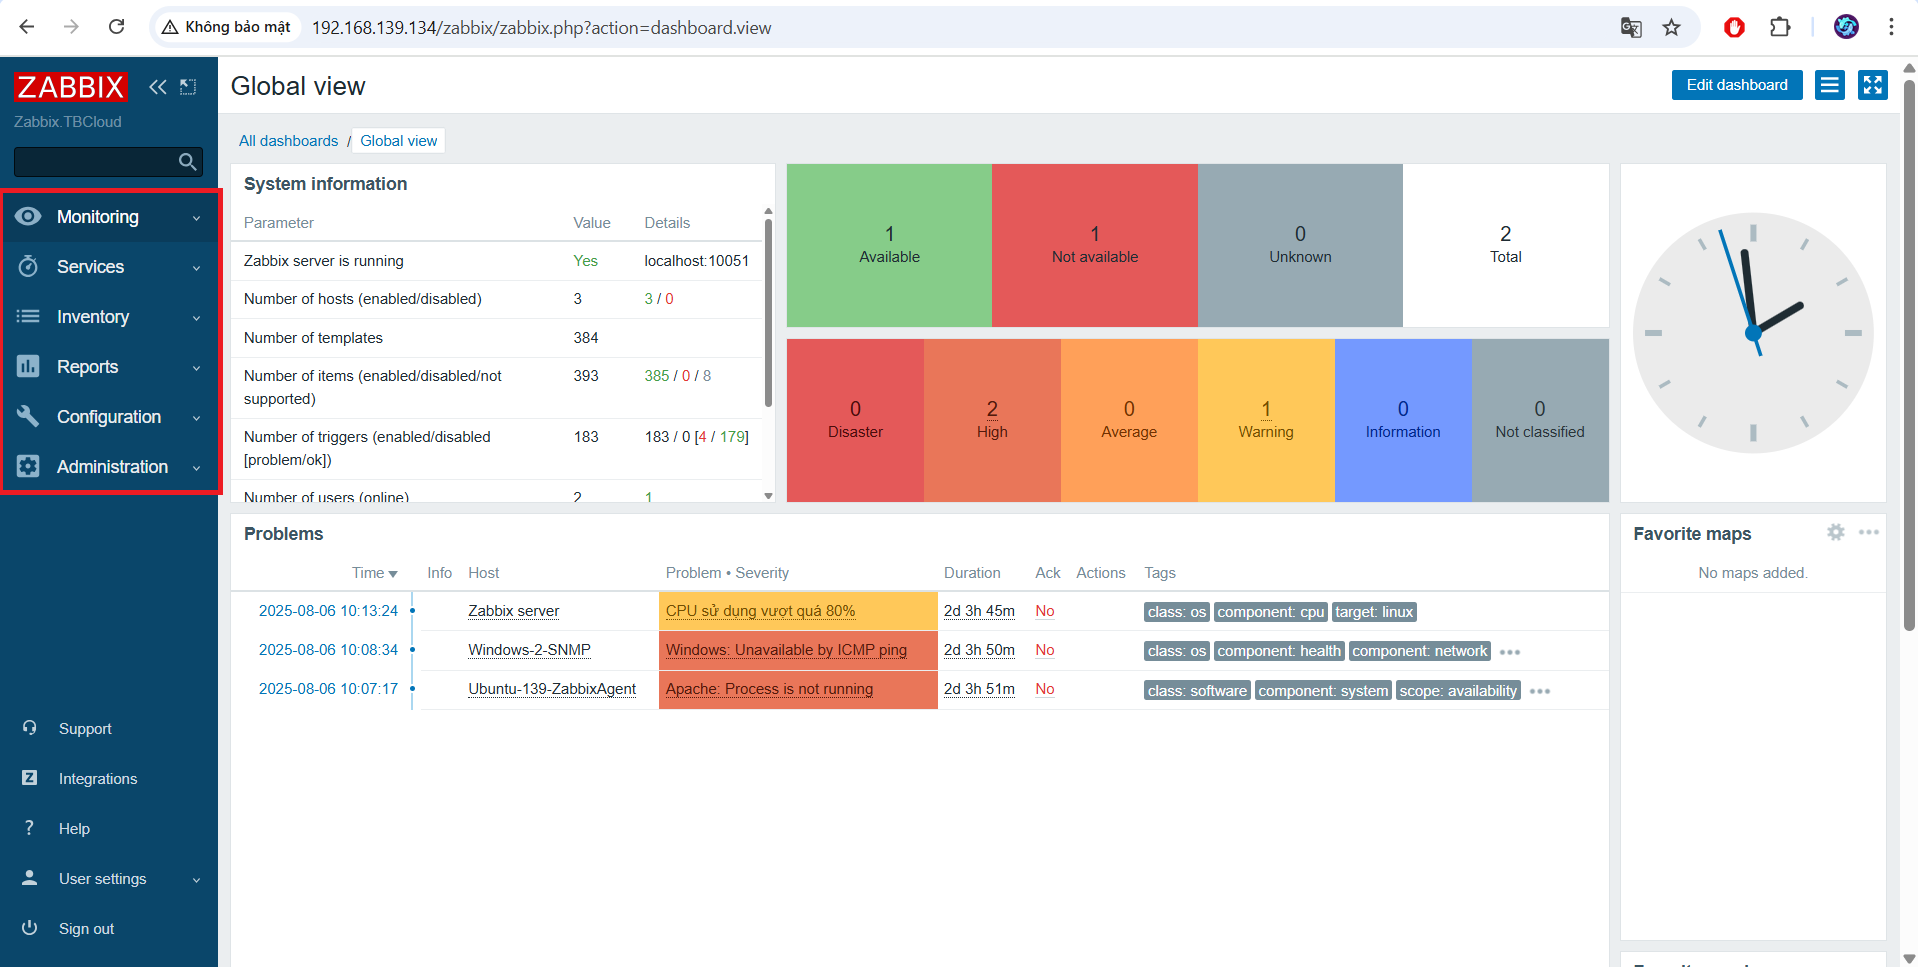 Không bảo mật
192.168.139.134/zabbix/zabbix.php?action=dashboard.view
ZABBIX
Zabbix.TBCloud
Monitoring
Services
Inventory
Reports
Configuration
Administration
Support
Integrations
? Help
User settings
Sign out
Global view
Edit dashboard
All dashboards / Global view
System information
Parameter Value Details
Zabbix server is running Yes localhost:10051
Number of hosts (enabled/disabled) 3 3 / 0
Number of templates 384
Number of items (enabled/disabled/not
supported) 393 385 / 0 / 8
Number of triggers (enabled/disabled
[problem/ok]) 183 183 / 0 [4 / 179]
Number of users (online) 2 1
1
Available
1
Not available
0
Unknown
2
Total
0
Disaster
2
High
0
Average
1
Warning
0
Information
0
Not classified
Problems
Time Info Host Problem • Severity Duration Ack Actions Tags
2025-08-06 10:13:24 Zabbix server CPU sử dụng vượt quá 80% 2d 3h 45m No class: os component: cpu target: linux
2025-08-06 10:08:34 Windows-2-SNMP Windows: Unavailable by ICMP ping 2d 3h 50m No class: os component: health component: network
2025-08-06 10:07:17 Ubuntu-139-ZabbixAgent Apache: Process is not running 2d 3h 51m No class: software component: system scope: availability
Favorite maps
No maps added.